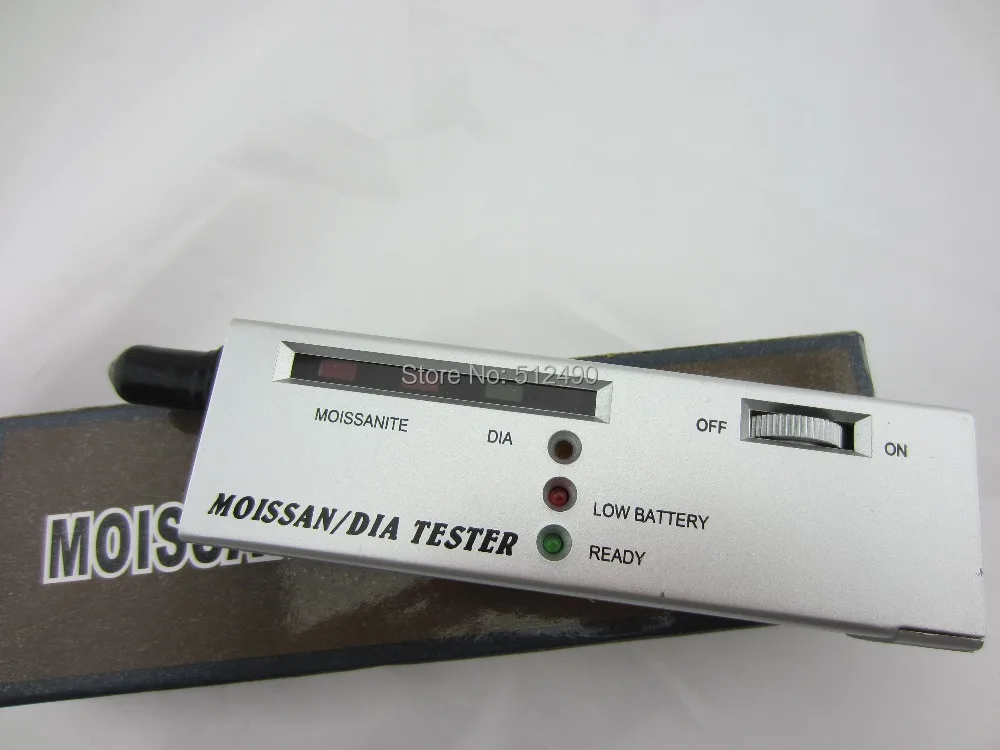 Store No: 512490
MOISSANITE
DIA
OFF
ON
MOISSAN/DIA TESTER
LOW BATTERY
READY